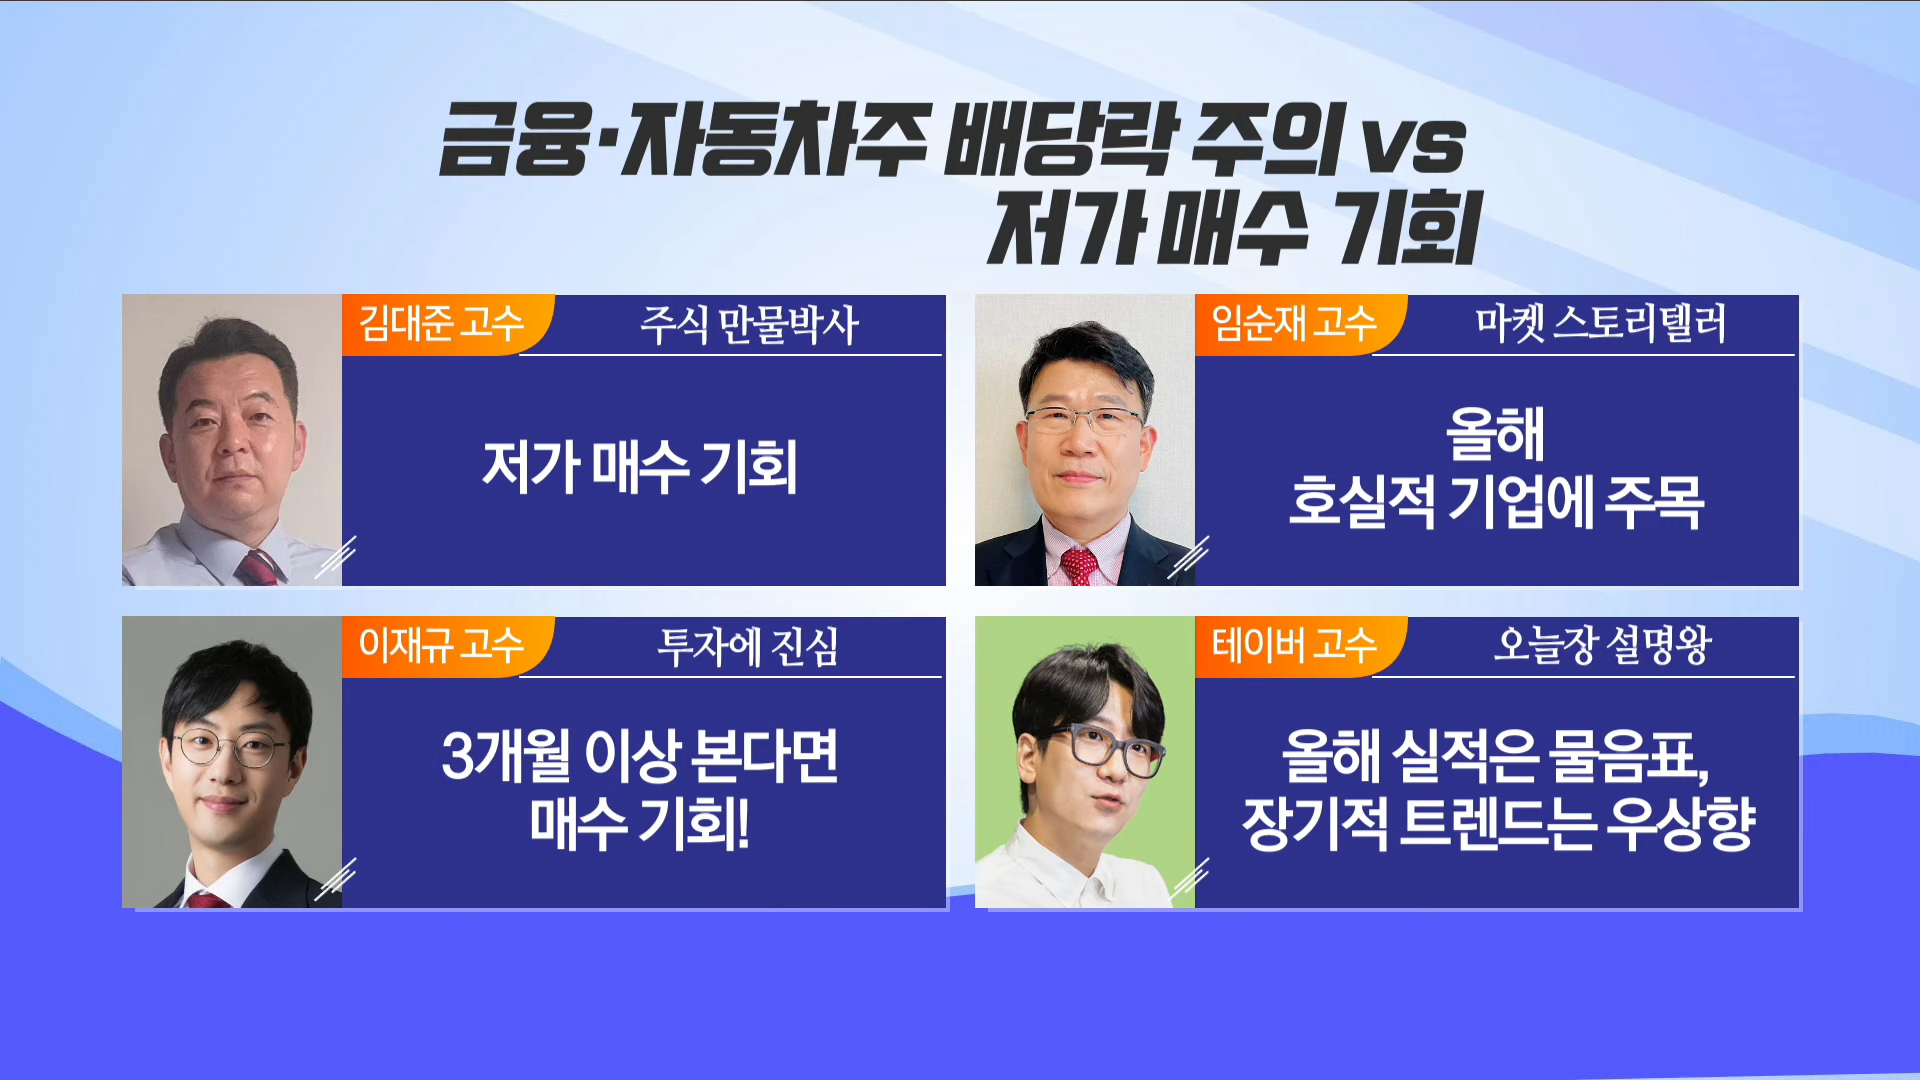 금융·자동차주 배당락 주의 vs
저가 매수 기회
김대준 고수
주식 만물박사
저가 매수 기회
임순재 고수
마켓 스토리텔러
올해
호실적 기업에 주목
이재규 고수
투자에 진심
3개월 이상 본다면
매수 기회!
테이버 고수
오늘장 설명왕
올해 실적은 물음표,
장기적 트렌드는 우상향